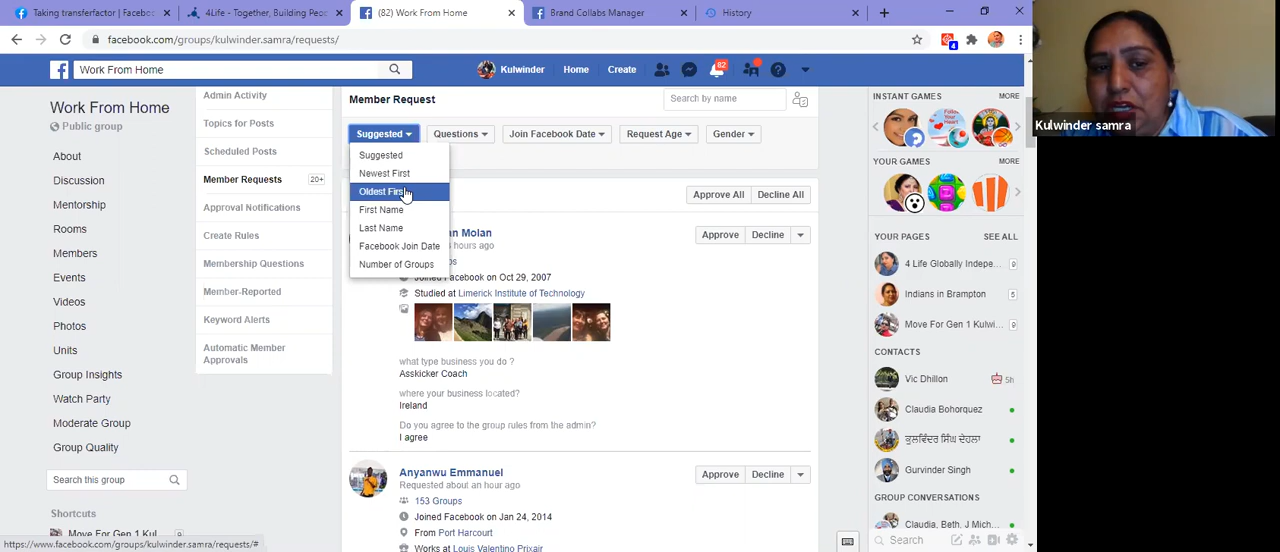 Taking transferfactor | Facebo
4Life - Together, Building Peop
(82) Work From Home
Brand Collabs Manager
History
facebook.com/groups/kulwinder.samra/requests/
4
Work From Home
Kulwinder
Home
Create
82
Kulwinder samra
Work From Home
Public group
About
Discussion
Mentorship
Rooms
Members
Events
Videos
Photos
Units
Group Insights
Watch Party
Moderate Group
Group Quality
Search this group
Shortcuts
Move For Gen 1 Kul... 9
https://www.facebook.com/groups/kulwinder.samra/requests/#
Admin Activity
Topics for Posts
Scheduled Posts
Member Requests 20+
Approval Notifications
Create Rules
Membership Questions
Member-Reported
Keyword Alerts
Automatic Member
Approvals
Member Request
Search by name
Suggested
Questions
Join Facebook Date
Request Age
Gender
Suggested
Newest First
Oldest First
First Name
Last Name
Facebook Join Date
Number of Groups
Approve All
Decline All
Molan
hours ago
Approve
Decline
Joined Facebook on Oct 29, 2007
Studied at Limerick Institute of Technology
what type business you do ?
Asskicker Coach
where your business located?
Ireland
Do you agree to the group rules from the admin?
I agree
Anyanwu Emmanuel
Requested about an hour ago
Approve
Decline
153 Groups
Joined Facebook on Jan 24, 2014
From Port Harcourt
Works at Louis Valentino Prixair
INSTANT GAMES
MORE
YOUR GAMES
MORE
YOUR PAGES
SEE ALL
4 Life Globally Indepe... 9
Indians in Brampton 5
Move For Gen 1 Kulwi... 9
CONTACTS
Vic Dhillon 5h
Claudia Bohorquez
ਕੁਲਵਿੰਦਰ ਸਿੰਘ ਦੇਹਲਾ
Gurvinder Singh
GROUP CONVERSATIONS
Claudia, Beth, J Mich...
Search